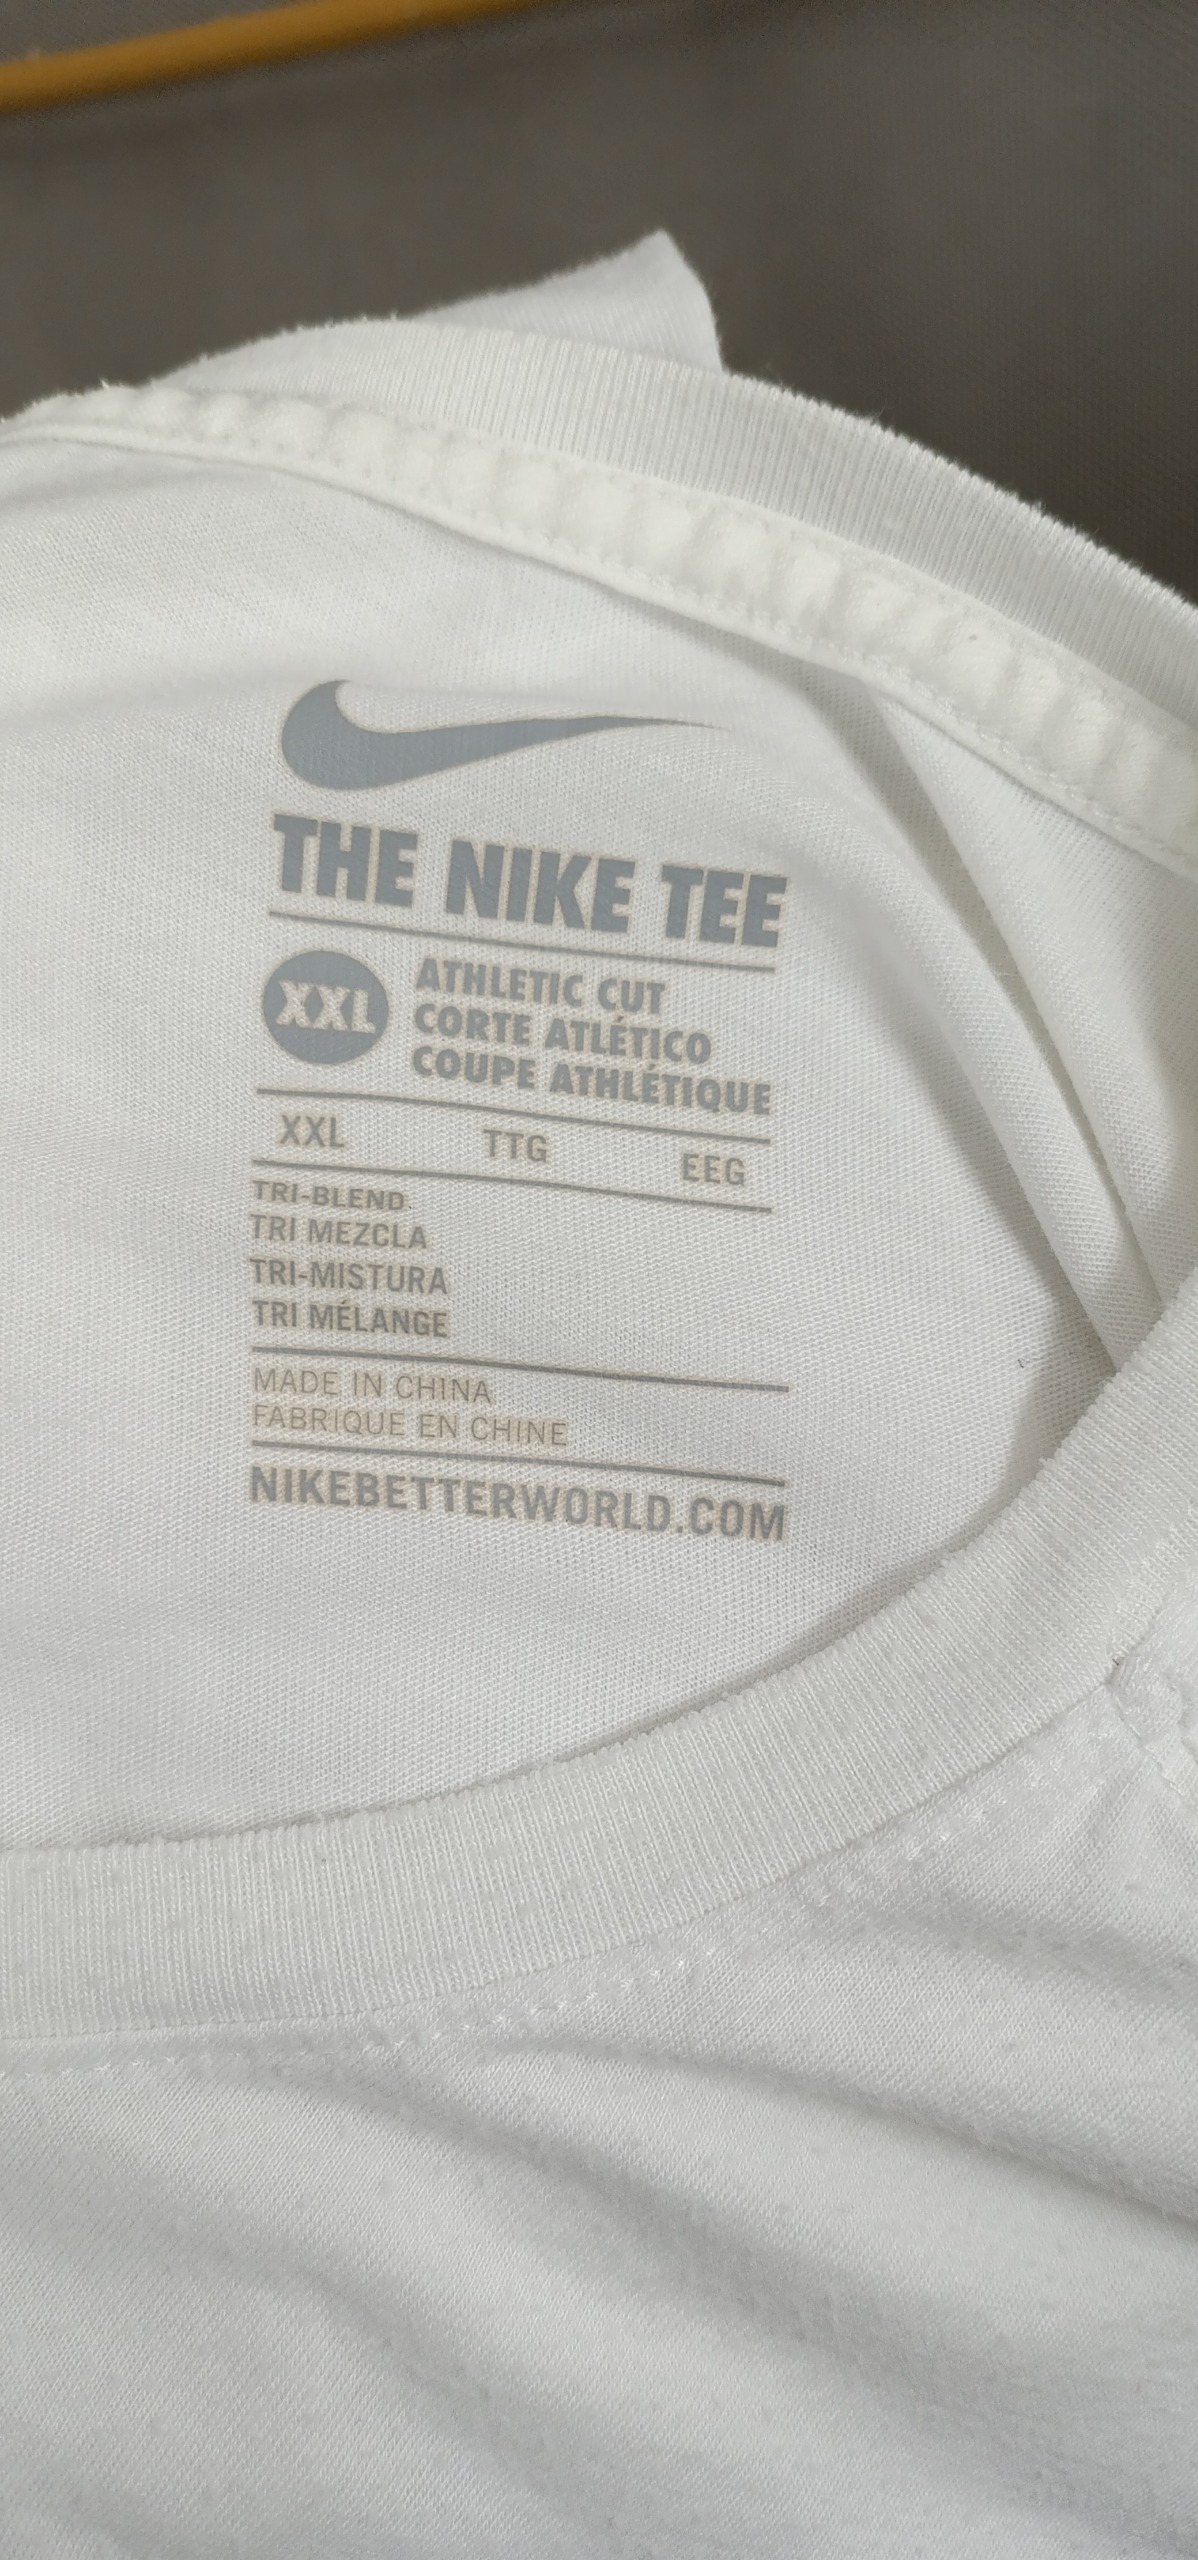 THE NIKE TEE
XXL
ATHLETIC CUT
CORTE ATLÉTICO
COUPE ATHLÉTIQUE
XXL TTG EEG
TRI-BLEND
TRI MEZCLA
TRI-MISTURA
TRI MÉLANGE
MADE IN CHINA
FABRIQUE EN CHINE
NIKEBETTERWORLD.COM